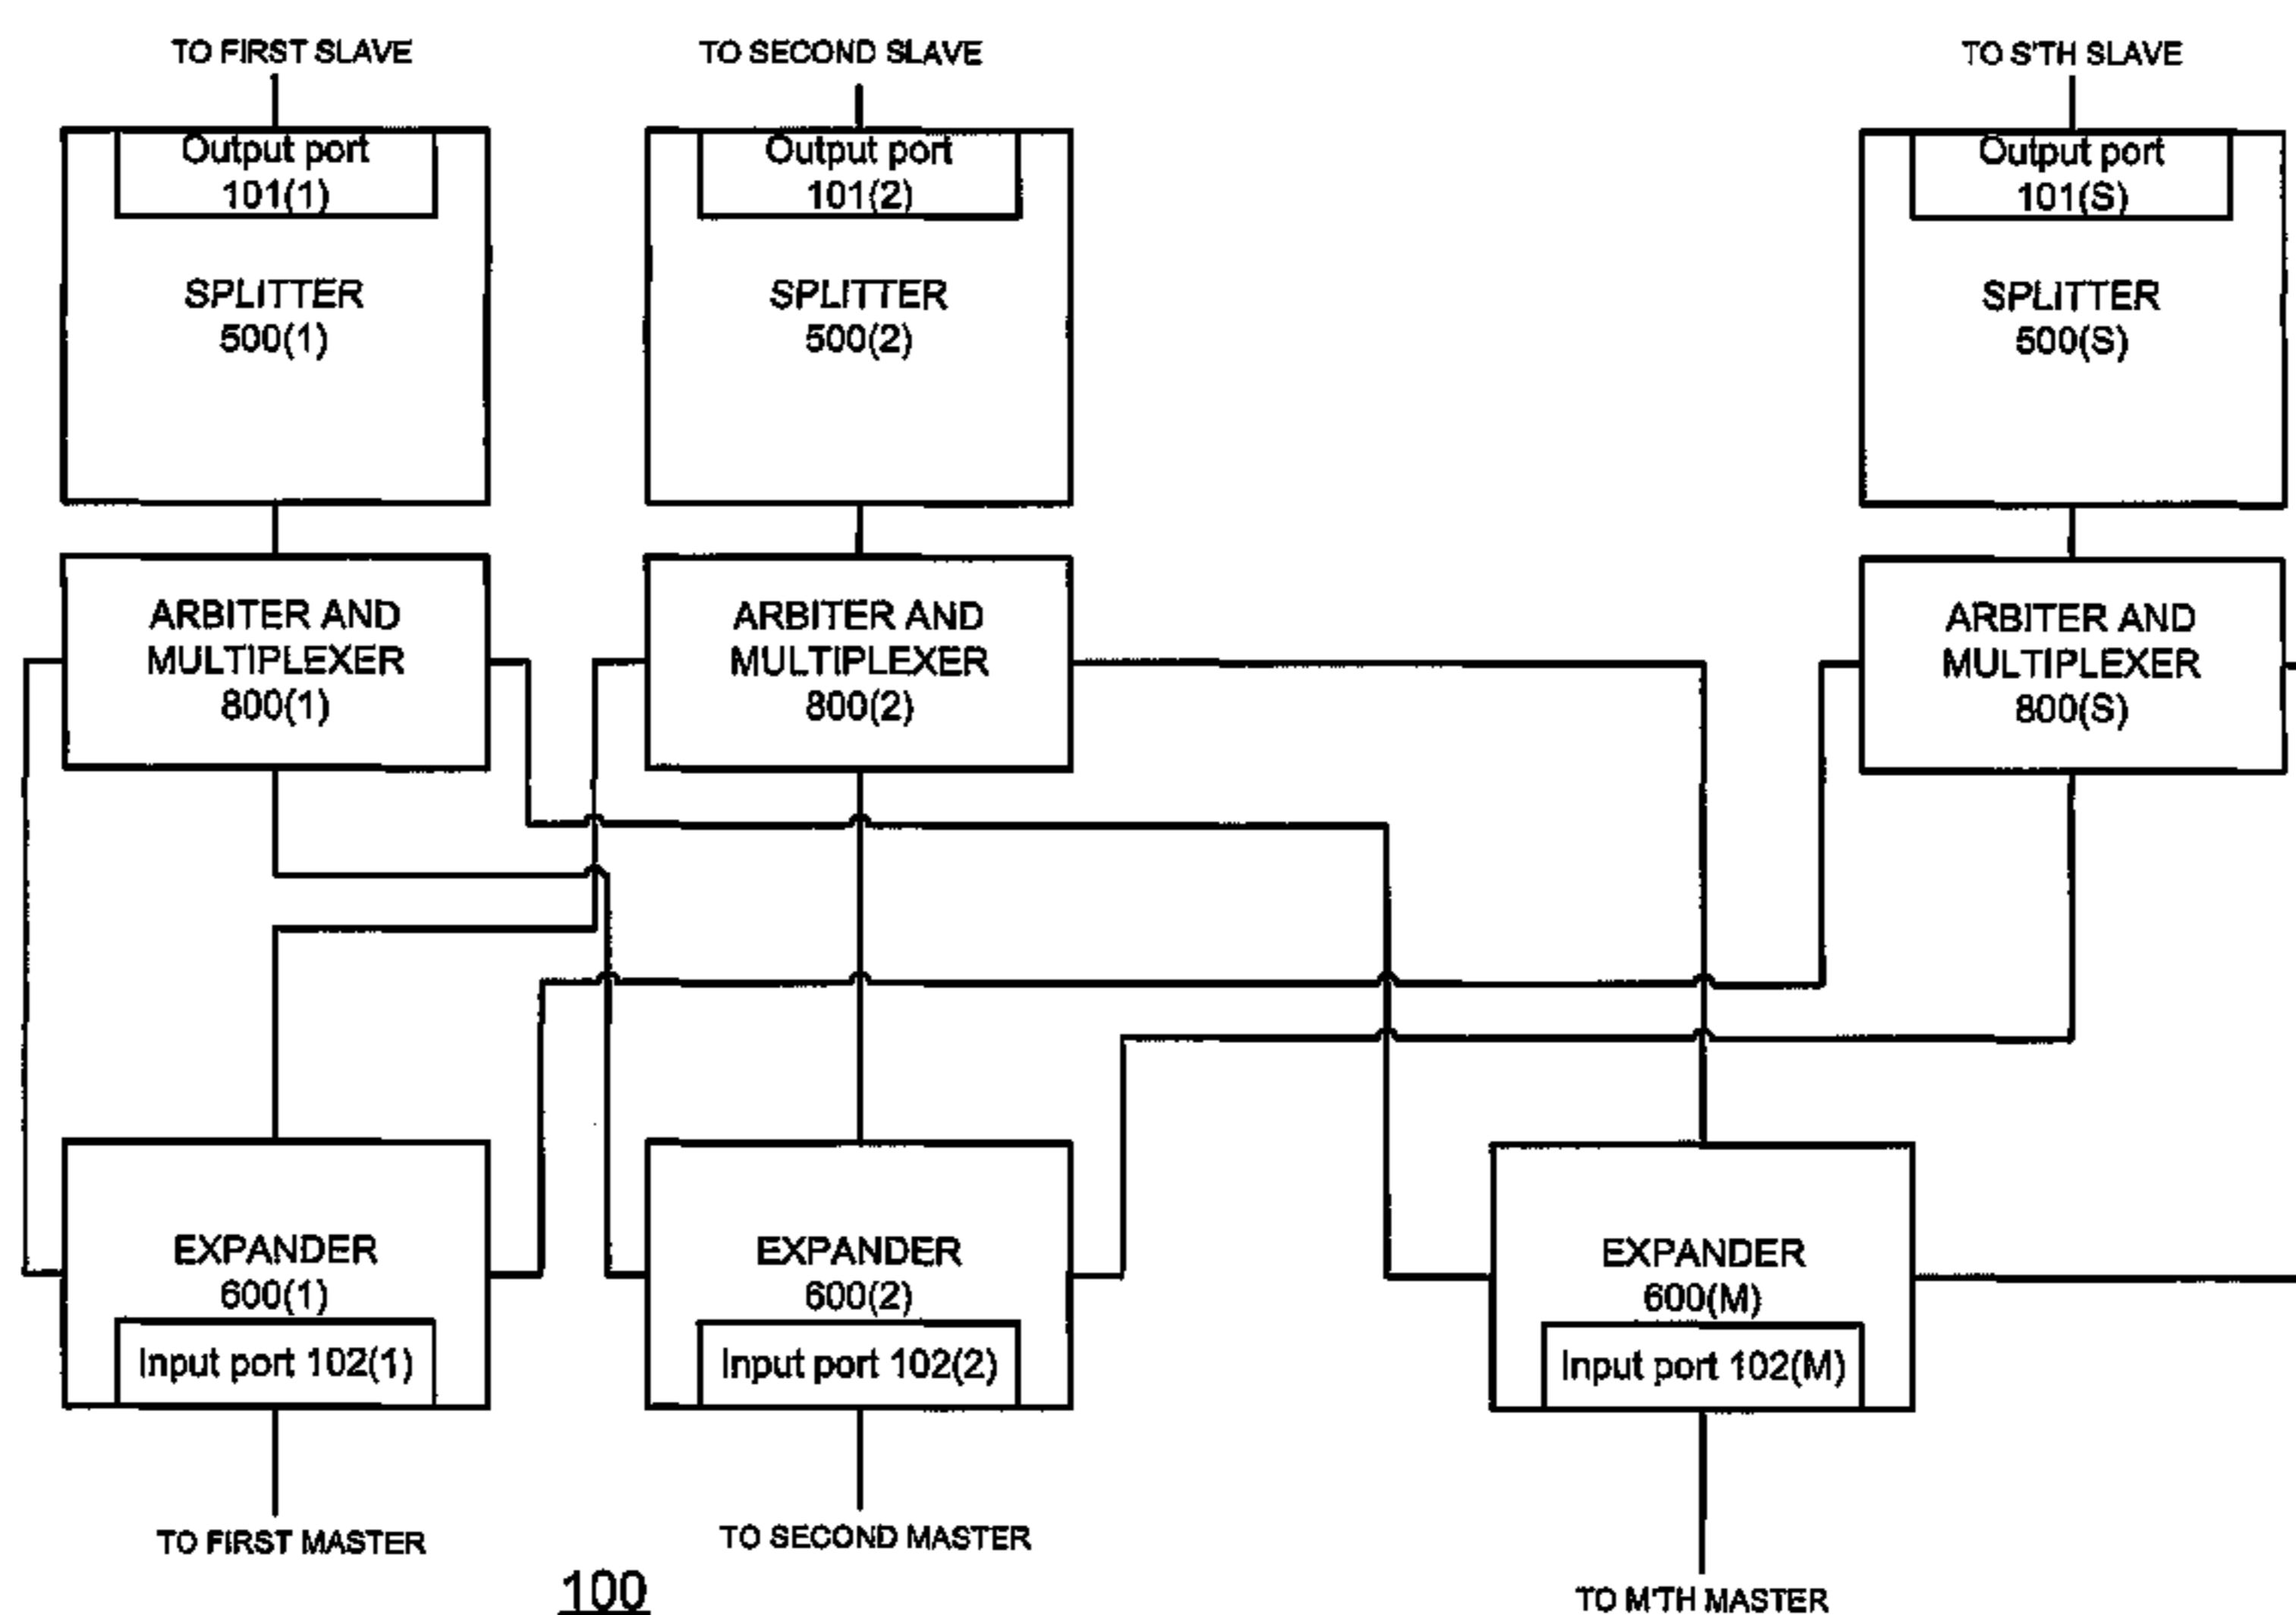 TO FIRST SLAVE
TO SECOND SLAVE
TO S'TH SLAVE
Output port
101(1)
Output port
101(2)
Output port
101(S)
SPLITTER
500(1)
SPLITTER
500(2)
SPLITTER
500(S)
ARBITER AND
MULTIPLEXER
800(1)
ARBITER AND
MULTIPLEXER
800(2)
ARBITER AND
MULTIPLEXER
800(S)
EXPANDER
600(1)
Input port 102(1)
EXPANDER
600(2)
Input port 102(2)
EXPANDER
600(M)
Input port 102(M)
TO FIRST MASTER
TO SECOND MASTER
TO M'TH MASTER
100